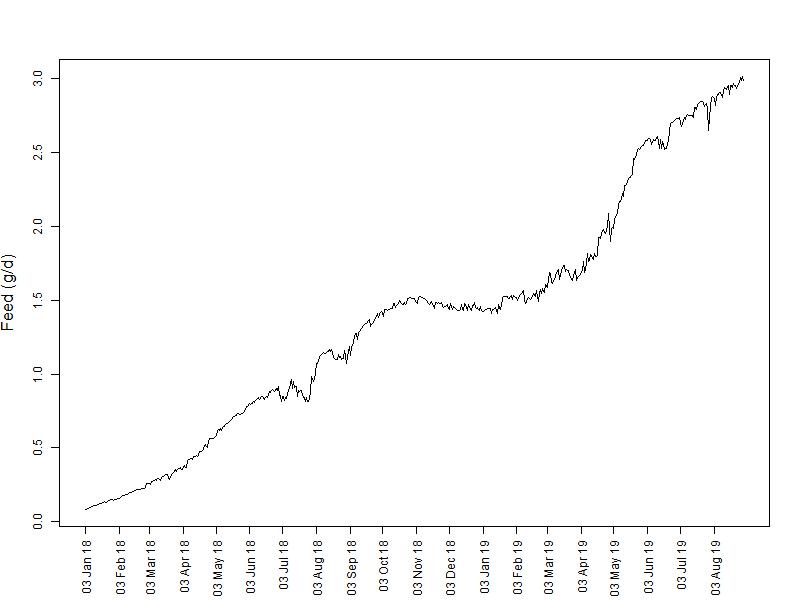 Feed (g/d)
3.0
2.5
2.0
1.5
1.0
0.5
0.0
03 Jan 18
03 Feb 18
03 Mar 18
03 Apr 18
03 May 18
03 Jun 18
03 Jul 18
03 Aug 18
03 Sep 18
03 Oct 18
03 Nov 18
03 Dec 18
03 Jan 19
03 Feb 19
03 Mar 19
03 Apr 19
03 May 19
03 Jun 19
03 Jul 19
03 Aug 19